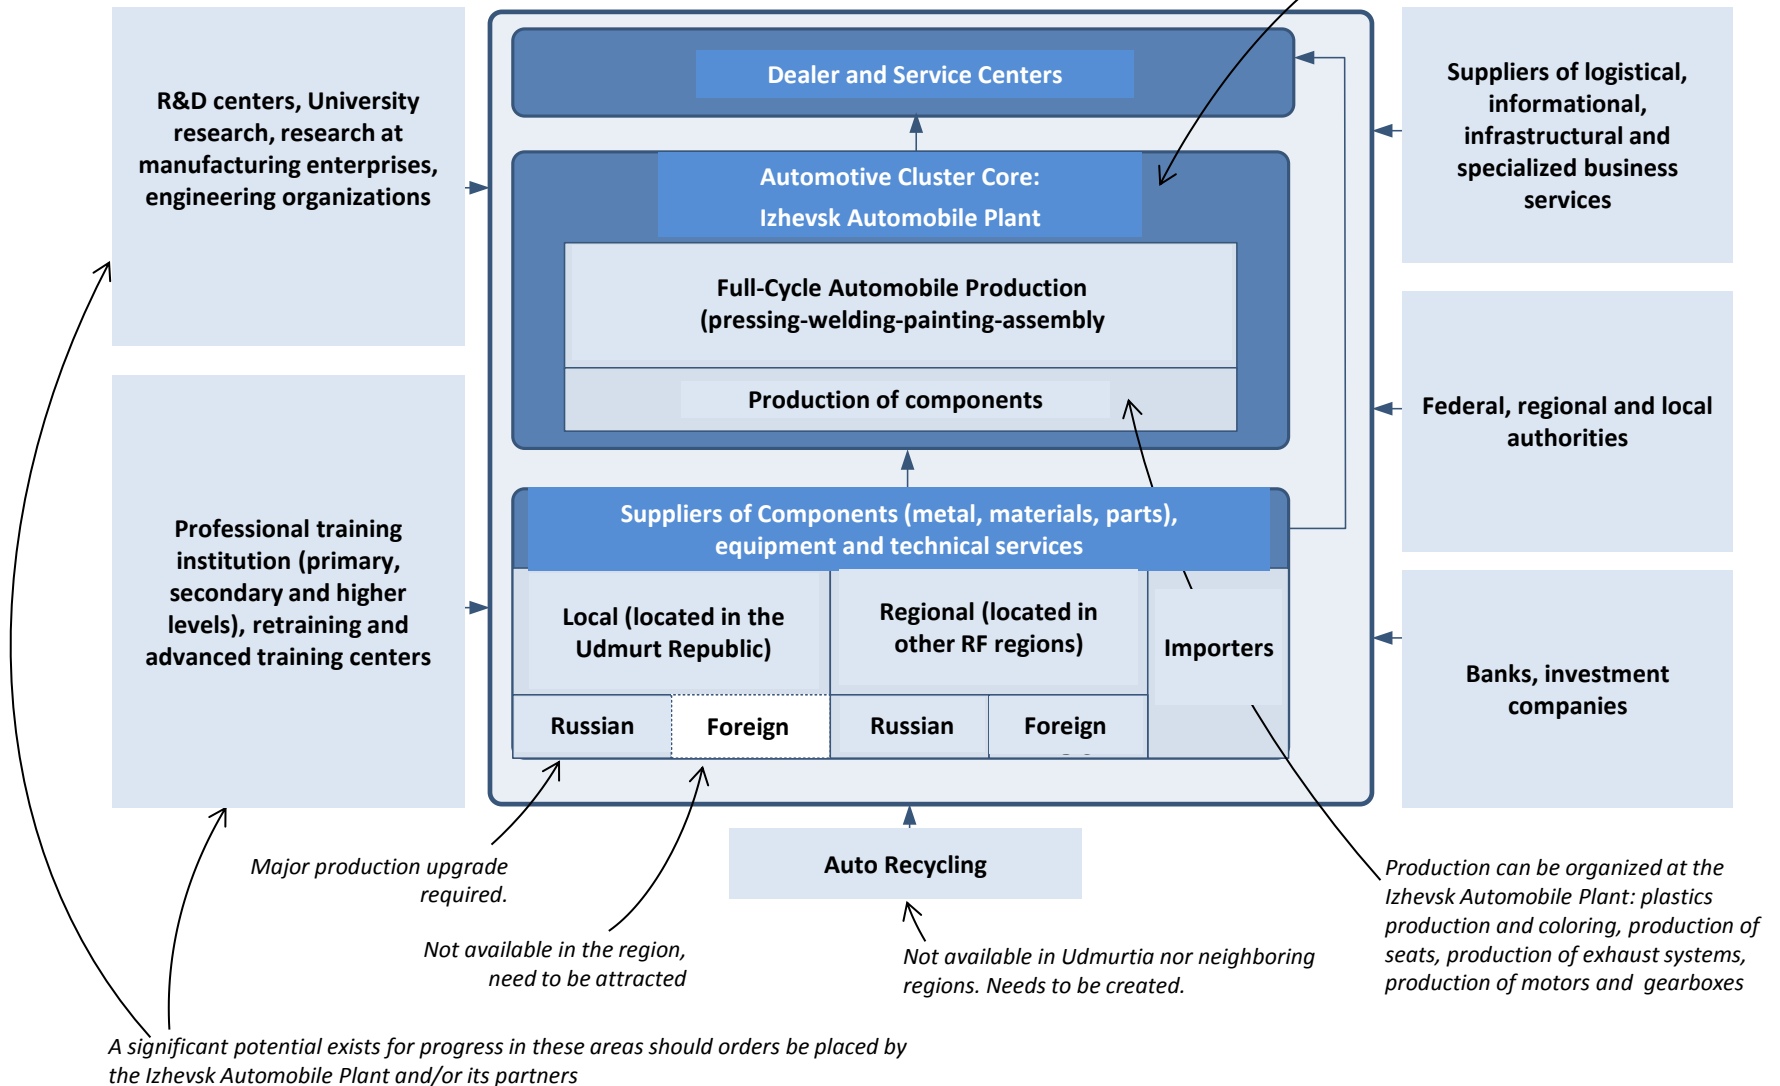 R&D centers, University
research, research at
manufacturing enterprises,
engineering organizations
Professional training
institution (primary,
secondary and higher
levels), retraining and
advanced training centers
Dealer and Service Centers
Automotive Cluster Core:
Izhevsk Automobile Plant
Full-Cycle Automobile Production
(pressing-welding-painting-assembly
Production of components
Suppliers of Components (metal, materials, parts),
equipment and technical services
Local (located in the
Udmurt Republic)
Regional (located in
other RF regions)
Importers
Russian
Foreign
Russian
Foreign
Suppliers of logistical,
informational,
infrastructural and
specialized business
services
Federal, regional and local
authorities
Banks, investment
companies
Auto Recycling
Major production upgrade
required.
Not available in the region,
need to be attracted
Not available in Udmurtia nor neighboring
regions. Needs to be created.
Production can be organized at the
Izhevsk Automobile Plant: plastics
production and coloring, production of
seats, production of exhaust systems,
production of motors and  gearboxes
A significant potential exists for progress in these areas should orders be placed by
the Izhevsk Automobile Plant and/or its partners